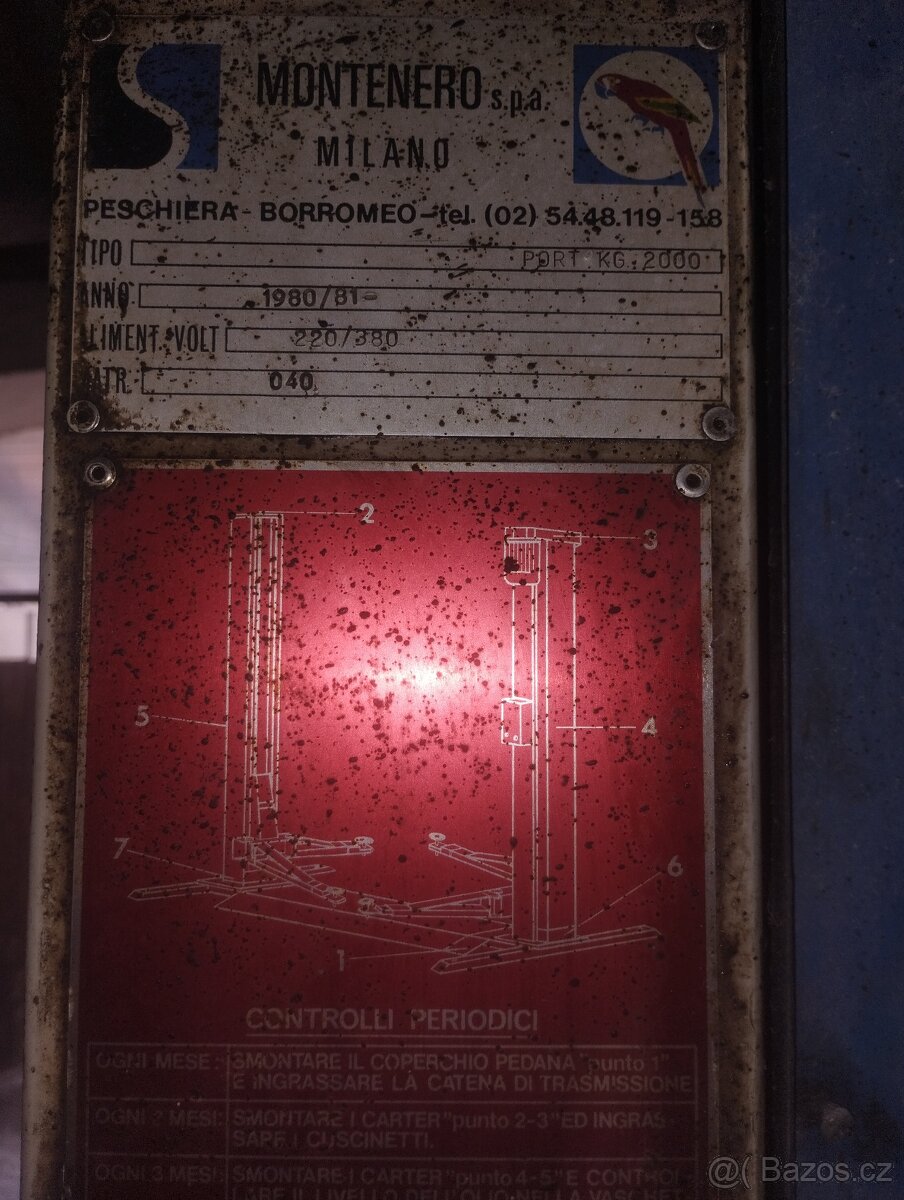 MONTENERO s.p.a.
MILANO
PESCHIERA - BORROMEO - tel. (02) 54.48.119 - 158
TIPO PORT. KG. 2000
ANNO 1980/81-
ALIMENT. VOLT 220/380
MATR. 040
2
3
5
4
7
6
1
CONTROLLI PERIODICI
OGNI MESE: SMONTARE IL COPERCHIO PEDANA "punto 1"
E INGRASSARE LA CATENA DI TRASMISSIONE
OGNI 2 MESI: SMONTARE I CARTER "punto 2-3" ED INGRAS-
SARE I CUSCINETTI.
OGNI 3 MESI: SMONTARE I CARTER "punto 4-5" E CONTROL
@( Bazos.cz